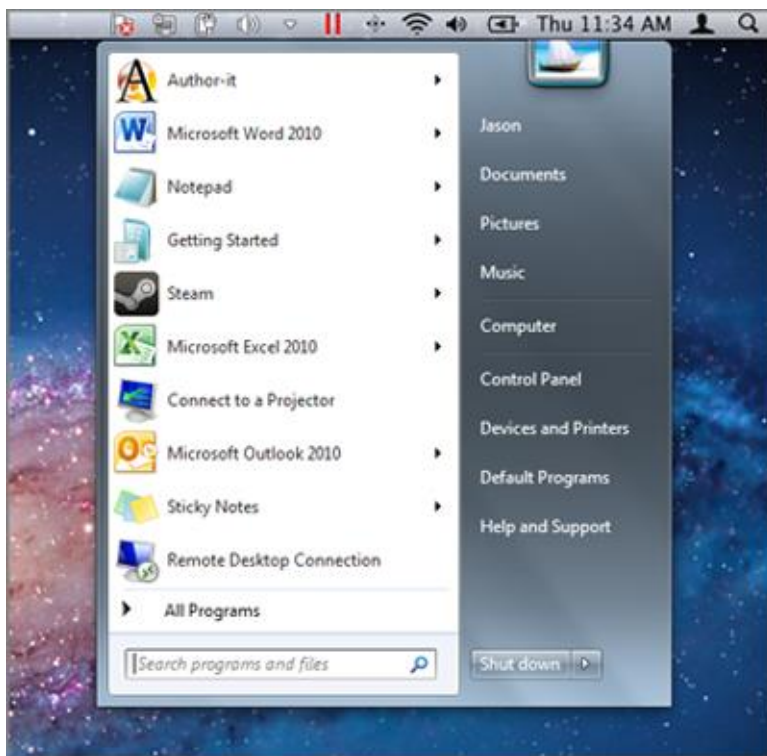 Thu 11:34 AM
Author-it
Microsoft Word 2010
Notepad
Getting Started
Steam
Microsoft Excel 2010
Connect to a Projector
Microsoft Outlook 2010
Sticky Notes
Remote Desktop Connection
All Programs
Search programs and files
Jason
Documents
Pictures
Music
Computer
Control Panel
Devices and Printers
Default Programs
Help and Support
Shut down